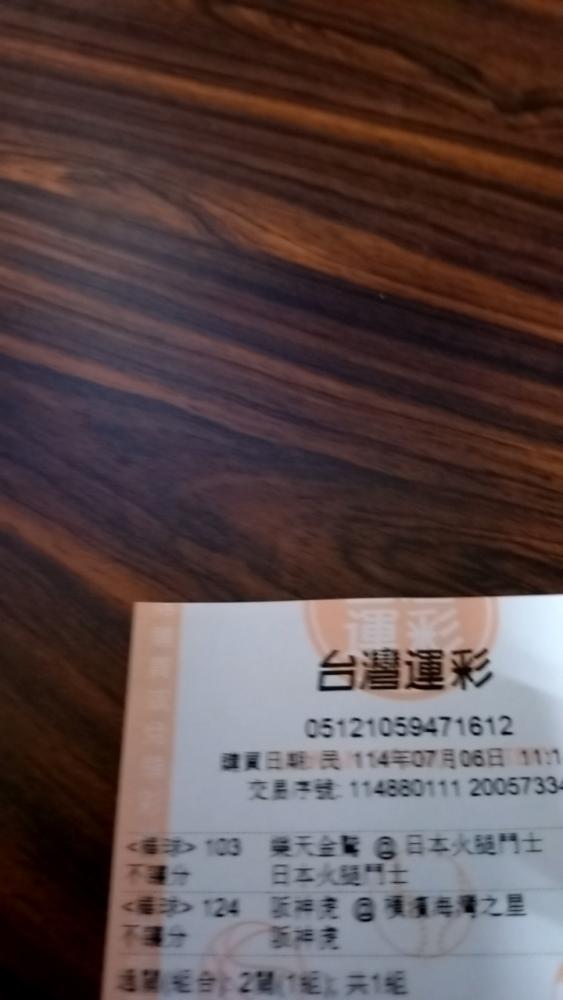 運彩
台灣運彩
05121059471612
購買日期: 民 114年07月06日 11:1
交易序號: 114880111 20057334
<棒球> 103 樂天金鷲 @ 日本火腿鬥士
不讓分 日本火腿鬥士
<棒球> 124 阪神虎 @ 橫濱海灣之星
不讓分 阪神虎
過關(組合): 2關(1組); 共1組